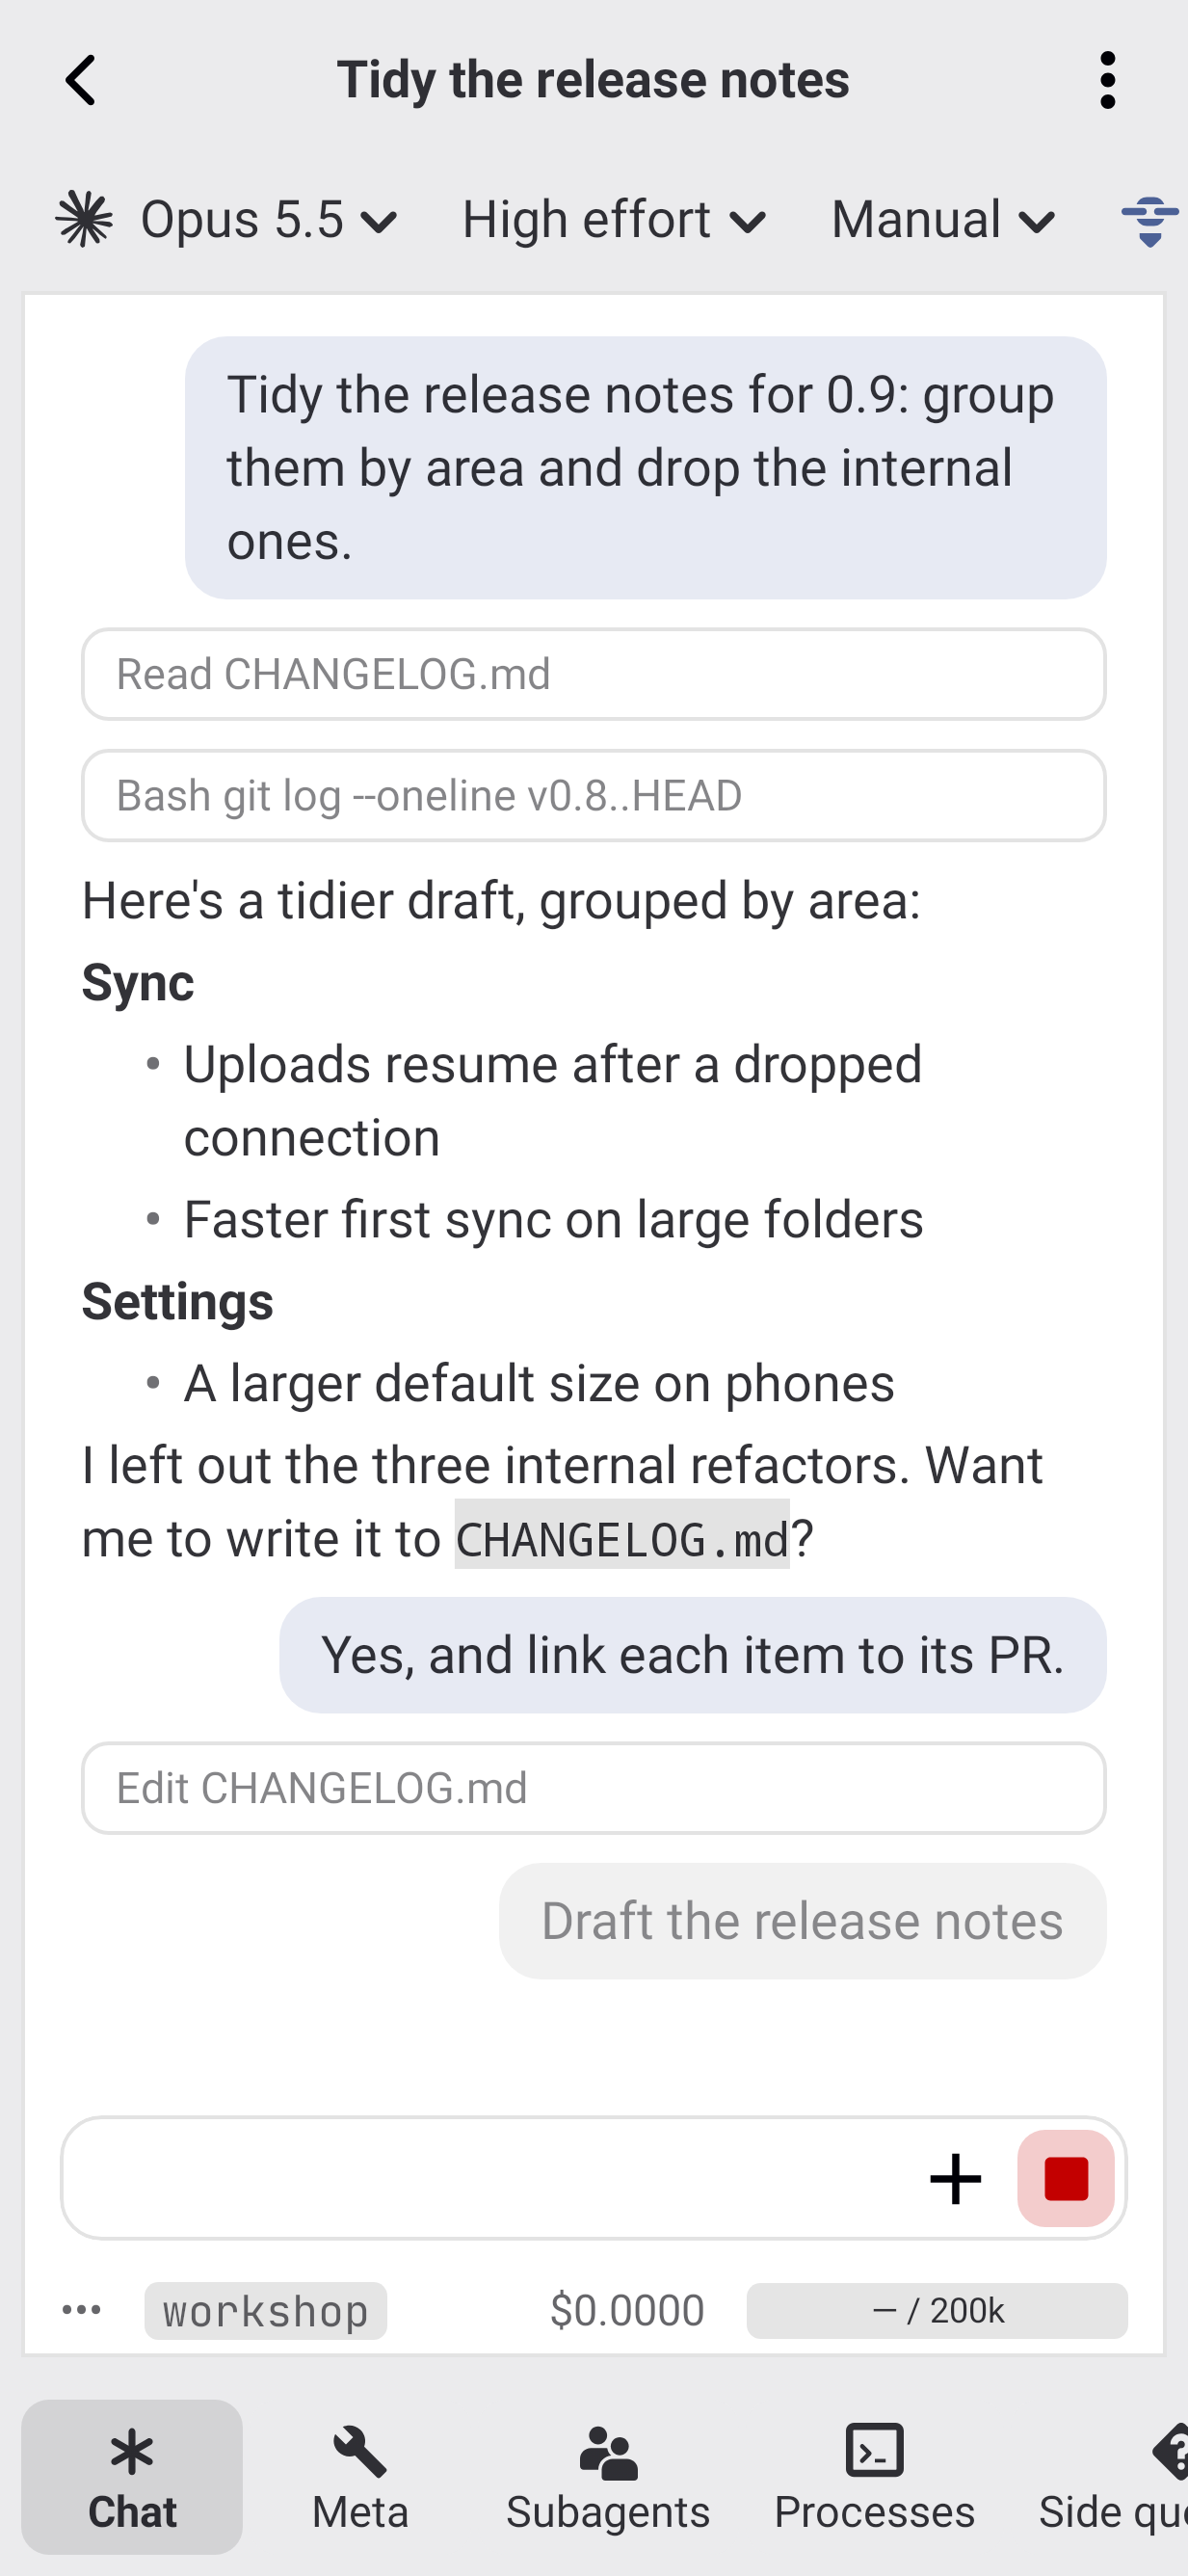 Tidy the release notes
Opus 5.5
High effort
Manual
Tidy the release notes for 0.9: group
them by area and drop the internal
ones.
Read CHANGELOG.md
Bash git log --oneline v0.8..HEAD
Here's a tidier draft, grouped by area:
Sync
• Uploads resume after a dropped
connection
• Faster first sync on large folders
Settings
• A larger default size on phones
I left out the three internal refactors. Want
me to write it to CHANGELOG.md?
Yes, and link each item to its PR.
Edit CHANGELOG.md
Draft the release notes
workshop
$0.0000
— / 200k
Chat
Meta
Subagents
Processes
Side